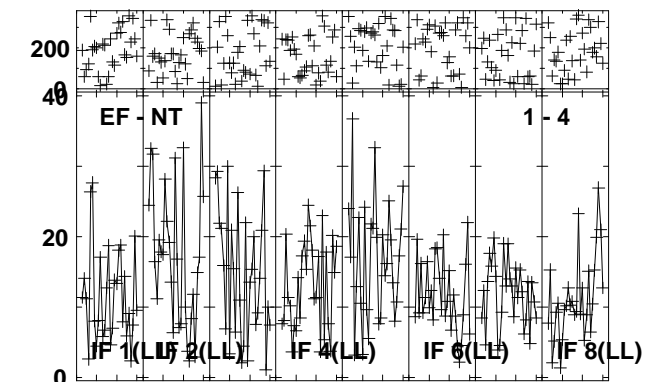 200
0
40
EF - NT 1 - 4
20
IF 1(LL) IF 2(LL) IF 4(LL) IF 6(LL) IF 8(LL)
0